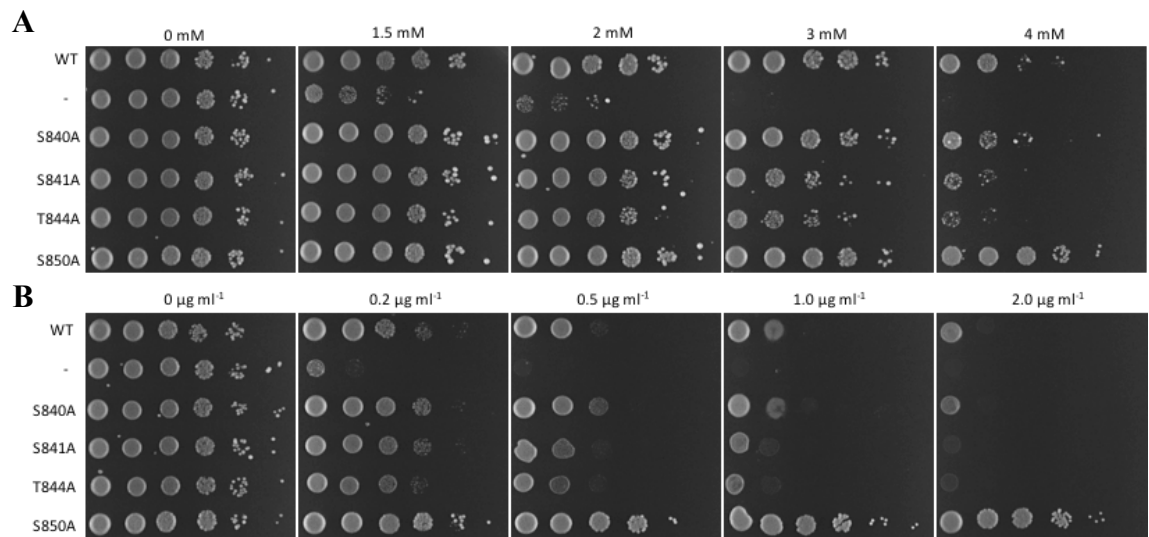 A
0 mM 1.5 mM 2 mM 3 mM 4 mM
WT
-
S840A
S841A
T844A
S850A
B
0 µg ml⁻¹ 0.2 µg ml⁻¹ 0.5 µg ml⁻¹ 1.0 µg ml⁻¹ 2.0 µg ml⁻¹
WT
-
S840A
S841A
T844A
S850A